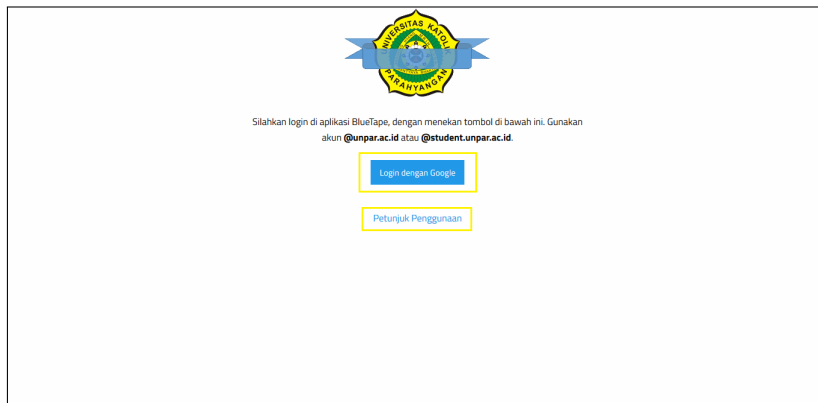 UNIVERSITAS KATOLIK
PARAHYANGAN
Silahkan login di aplikasi BlueTape, dengan menekan tombol di bawah ini. Gunakan
akun @unpar.ac.id atau @student.unpar.ac.id.
Login dengan Google
Petunjuk Penggunaan